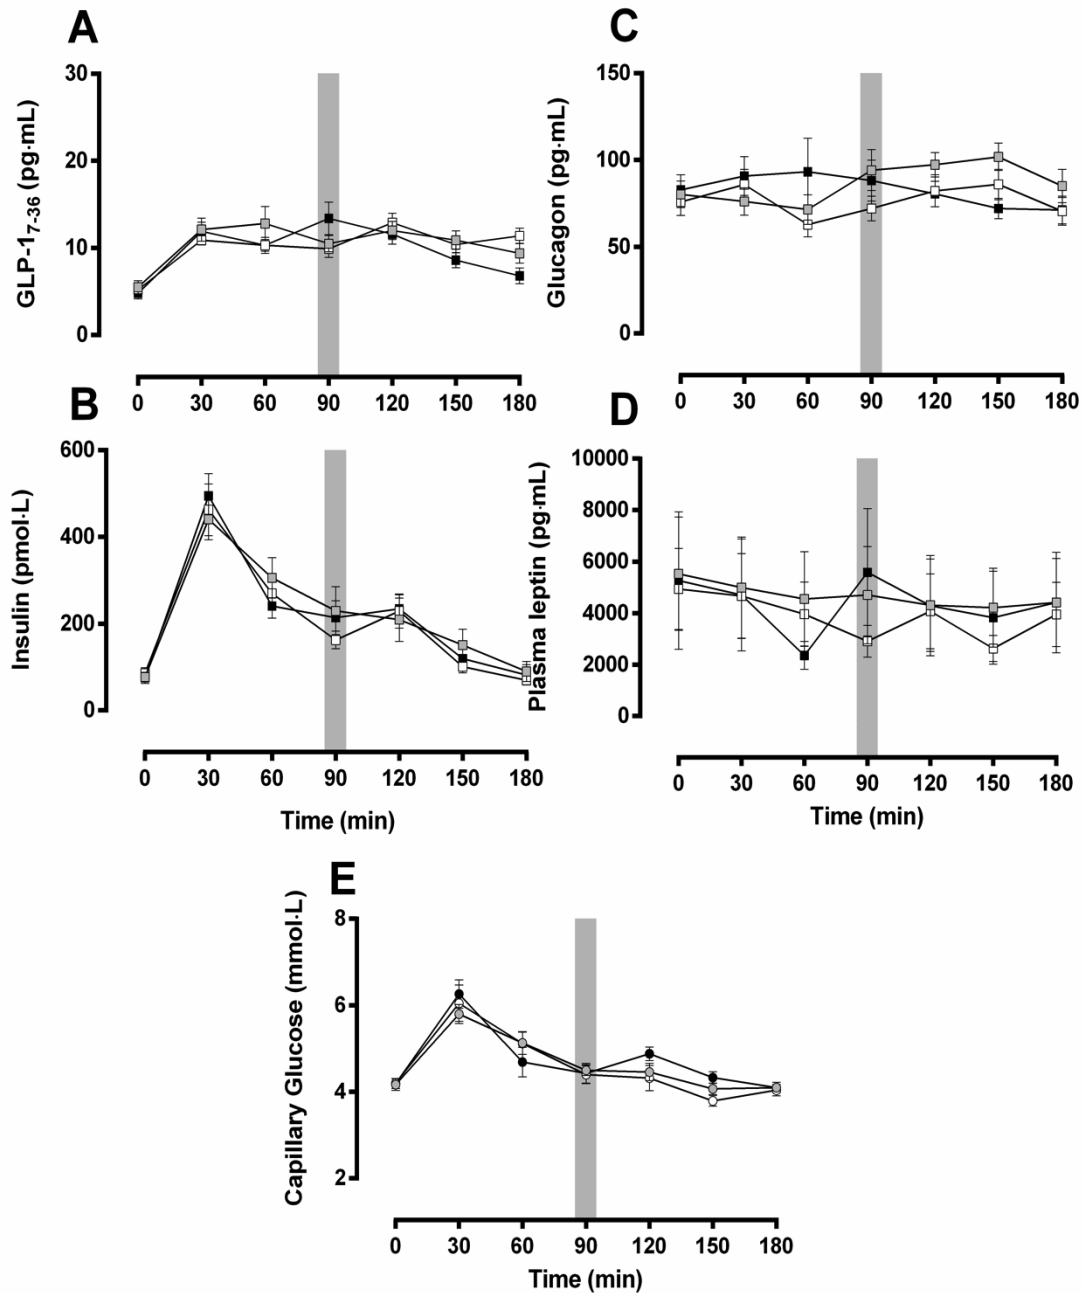 A
GLP-17-36 (pg·mL)
30
20
10
0
0 30 60 90 120 150 180
C
Glucagon (pg·mL)
150
100
50
0
0 30 60 90 120 150 180
B
Insulin (pmol·L)
600
400
200
0
0 30 60 90 120 150 180
Time (min)
D
Plasma leptin (pg·mL)
10000
8000
6000
4000
2000
0
0 30 60 90 120 150 180
Time (min)
E
Capillary Glucose (mmol·L)
8
6
4
2
0 30 60 90 120 150 180
Time (min)